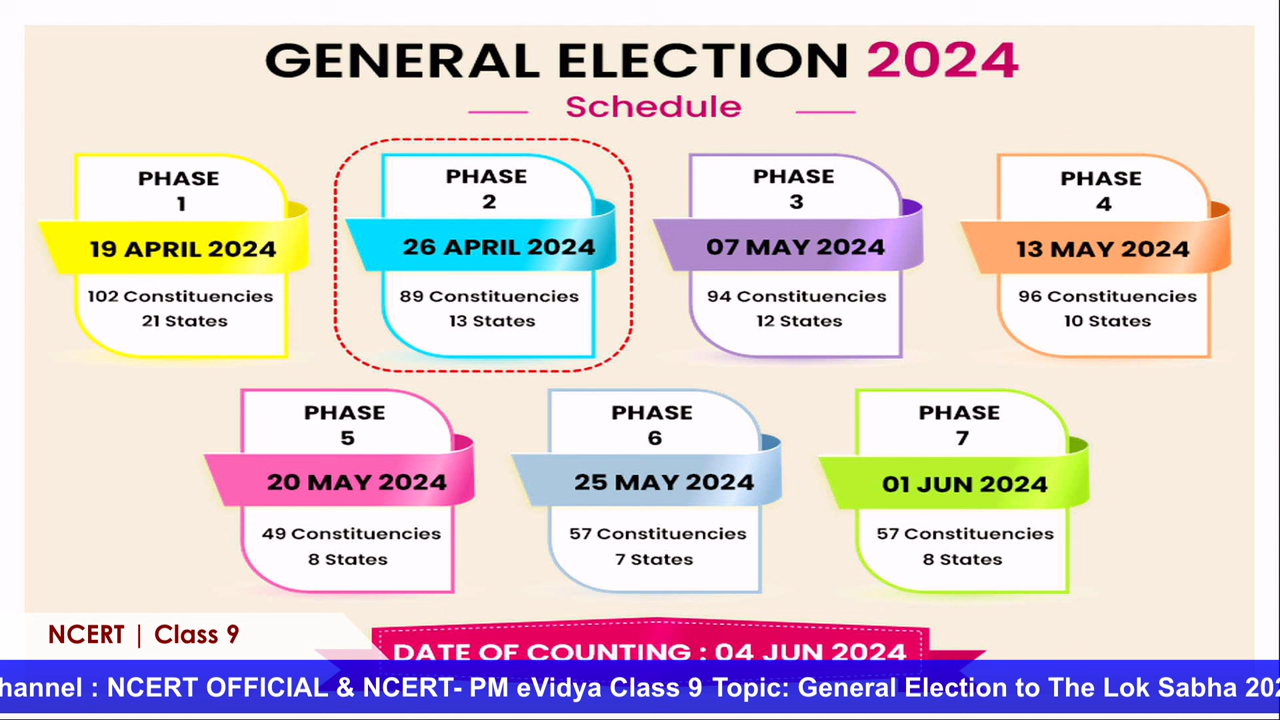 GENERAL ELECTION 2024
Schedule
PHASE
1
19 APRIL 2024
102 Constituencies
21 States
PHASE
2
26 APRIL 2024
89 Constituencies
13 States
PHASE
3
07 MAY 2024
94 Constituencies
12 States
PHASE
4
13 MAY 2024
96 Constituencies
10 States
PHASE
5
20 MAY 2024
49 Constituencies
8 States
PHASE
6
25 MAY 2024
57 Constituencies
7 States
PHASE
7
01 JUN 2024
57 Constituencies
8 States
DATE OF COUNTING : 04 JUN 2024
NCERT | Class 9
hannel : NCERT OFFICIAL & NCERT- PM eVidya Class 9 Topic: General Election to The Lok Sabha 202